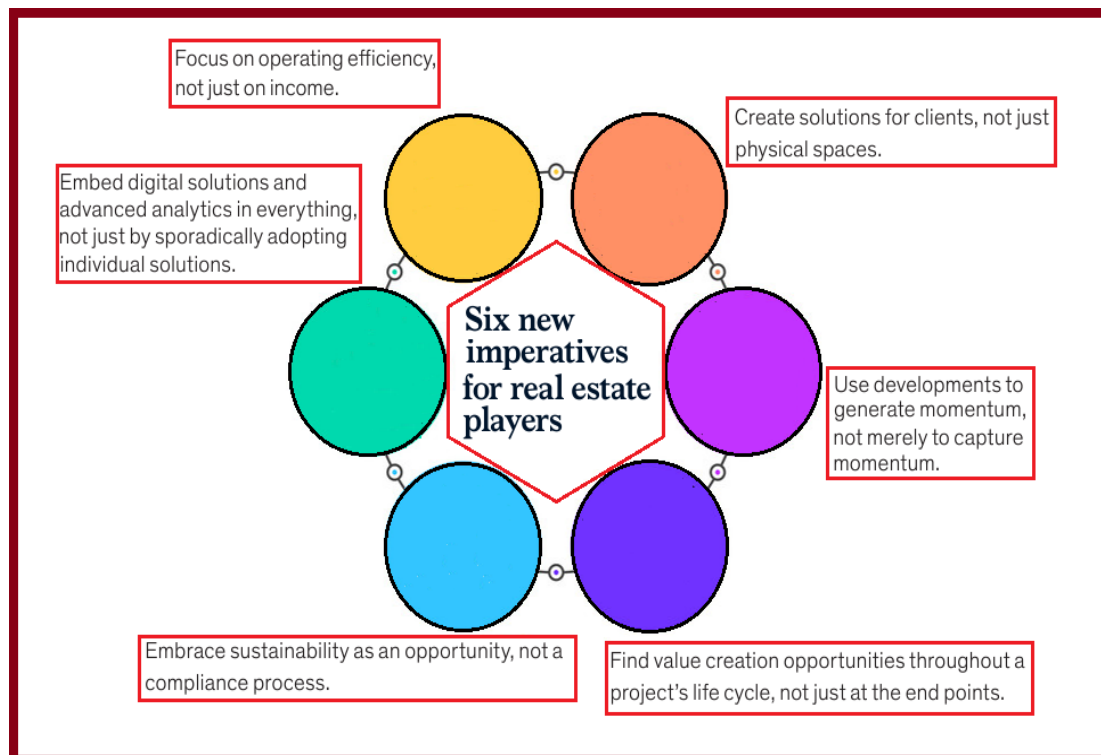 Focus on operating efficiency,
not just on income.
Create solutions for clients, not just
physical spaces.
Embed digital solutions and
advanced analytics in everything,
not just by sporadically adopting
individual solutions.
Six new
imperatives
for real estate
players
Use developments to
generate momentum,
not merely to capture
momentum.
Embrace sustainability as an opportunity, not a
compliance process.
Find value creation opportunities throughout a
project’s life cycle, not just at the end points.